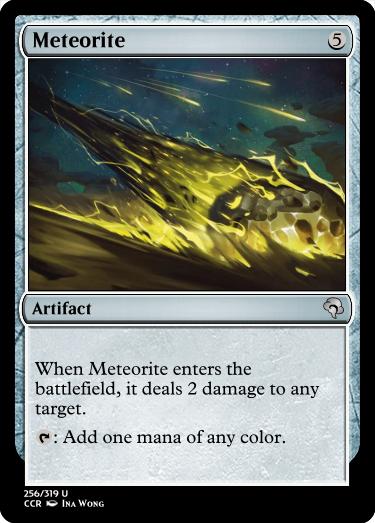 Meteorite 5
Artifact
When Meteorite enters the
battlefield, it deals 2 damage to any
target.
: Add one mana of any color.
256/319 U
CCR Ina Wong